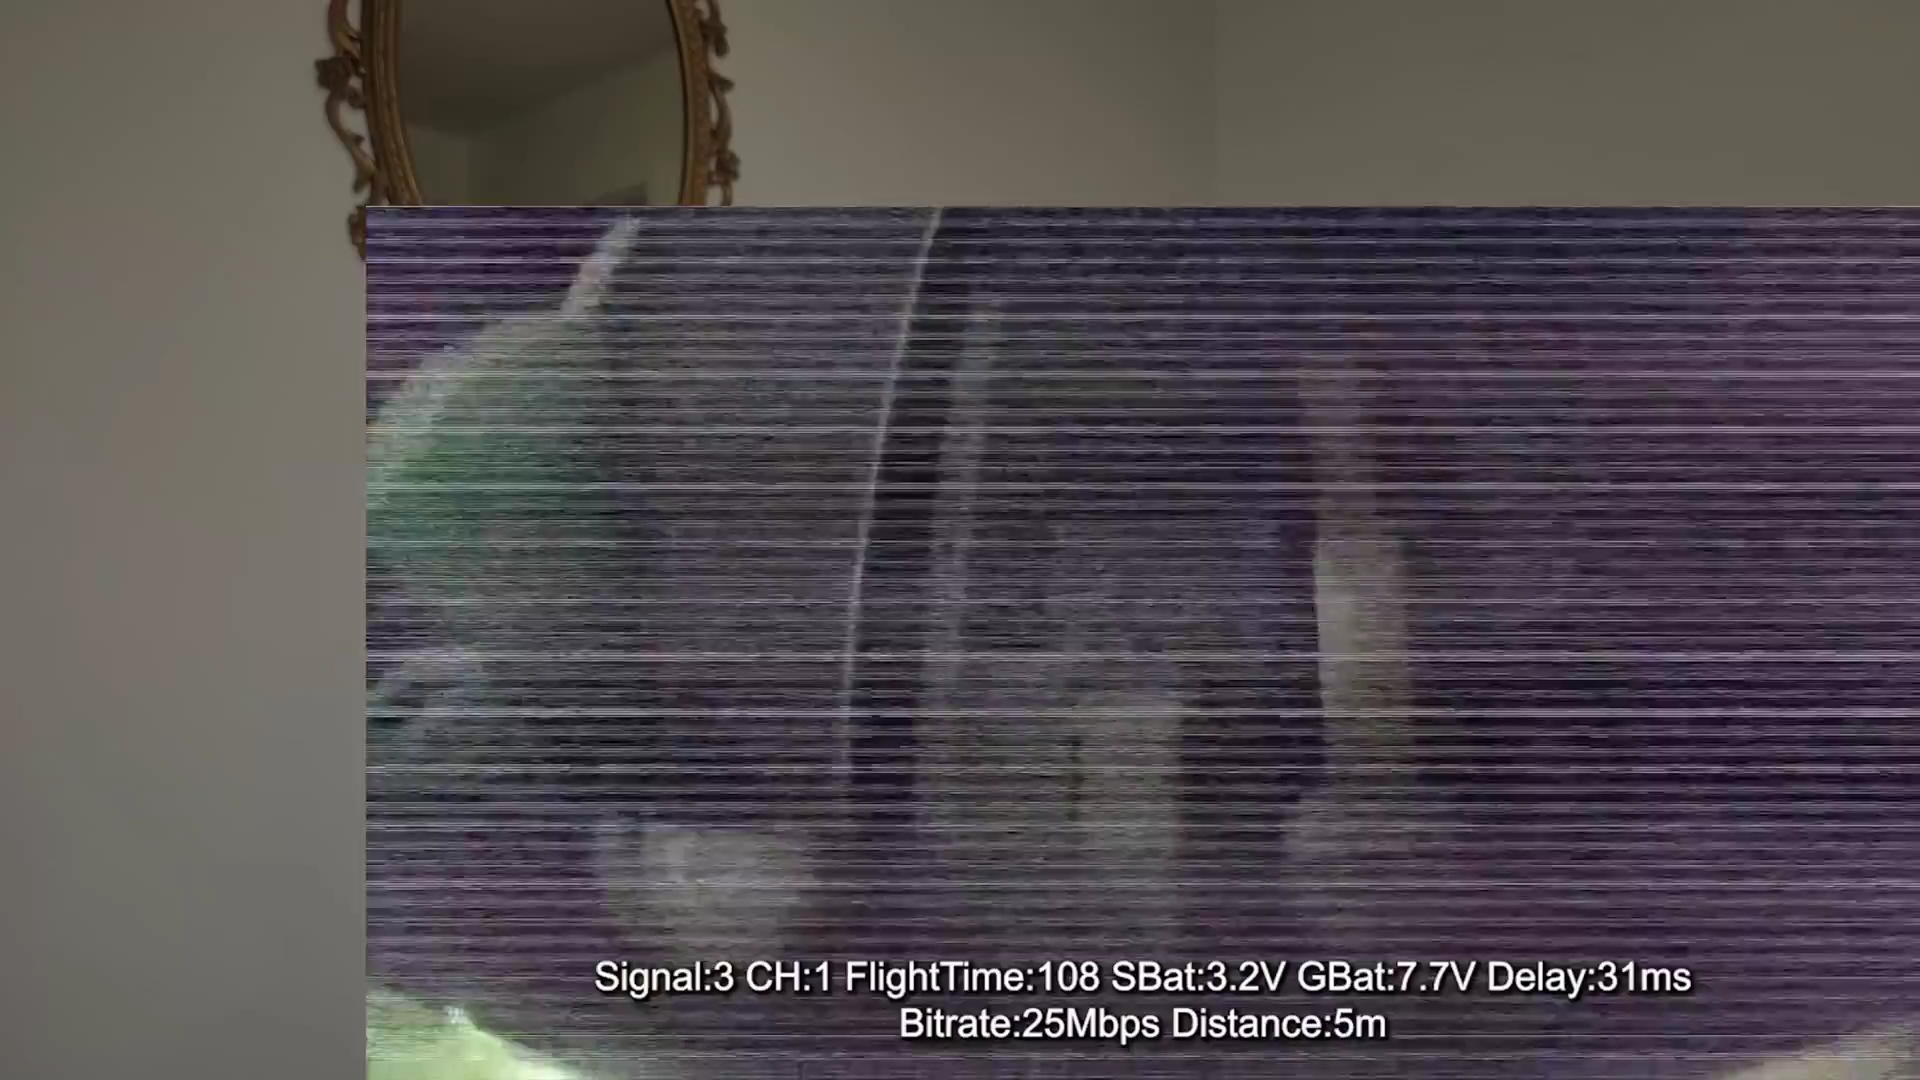 Signal:3 CH:1 FlightTime:108 SBat:3.2V GBat:7.7V Delay:31ms
Bitrate:25Mbps Distance:5m